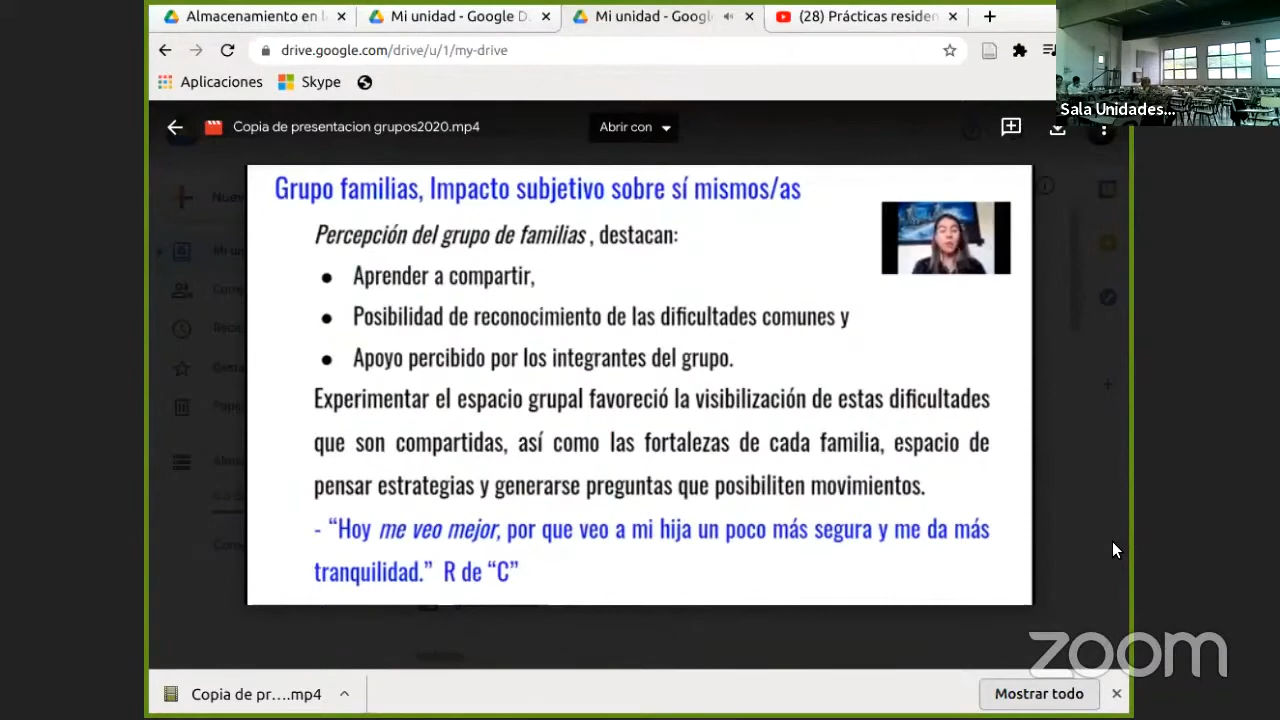 Almacenamiento en l
Mi unidad - Google D
Mi unidad - Googl
(28) Prácticas residen
drive.google.com/drive/u/1/my-drive
Aplicaciones
Skype
Sala Unidades...
Copia de presentacion grupos2020.mp4
Abrir con
Grupo familias, Impacto subjetivo sobre sí mismos/as
Percepción del grupo de familias , destacan:
● Aprender a compartir,
● Posibilidad de reconocimiento de las dificultades comunes y
● Apoyo percibido por los integrantes del grupo.
Experimentar el espacio grupal favoreció la visibilización de estas dificultades
que son compartidas, así como las fortalezas de cada familia, espacio de
pensar estrategias y generarse preguntas que posibiliten movimientos.
- “Hoy me veo mejor, por que veo a mi hija un poco más segura y me da más
tranquilidad.” R de “C”
zoom
Copia de pr....mp4
Mostrar todo